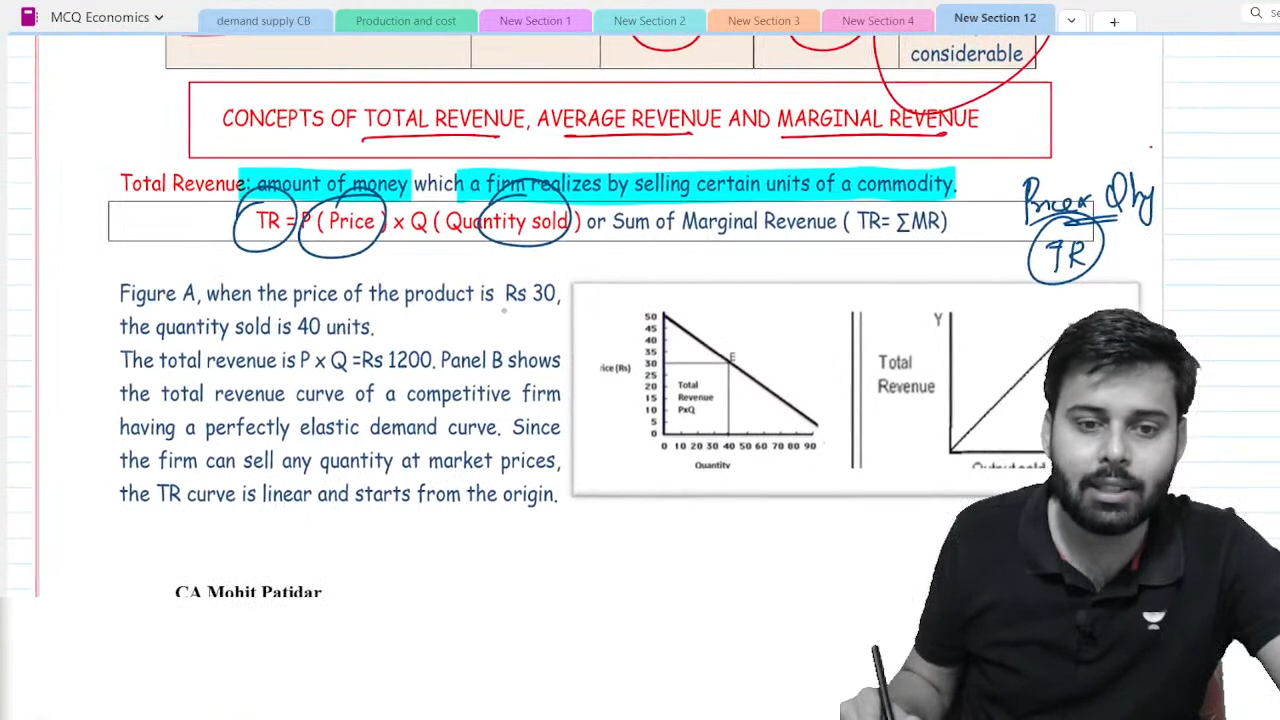 MCQ Economics
demand supply CB
Production and cost
New Section 1
New Section 2
New Section 3
New Section 4
New Section 12
Se
considerable
CONCEPTS OF TOTAL REVENUE, AVERAGE REVENUE AND MARGINAL REVENUE
Total Revenue: amount of money which a firm realizes by selling certain units of a commodity.
TR = P ( Price ) x Q ( Quantity sold ) or Sum of Marginal Revenue ( TR= ∑MR)
Price x Qty
TR
Figure A, when the price of the product is Rs 30,
the quantity sold is 40 units.
The total revenue is P x Q =Rs 1200. Panel B shows
the total revenue curve of a competitive firm
having a perfectly elastic demand curve. Since
the firm can sell any quantity at market prices,
the TR curve is linear and starts from the origin.
50
45
40
35
30
25
20
15
10
5
0
rice (Rs)
E
Total
Revenue
PxQ
0 10 20 30 40 50 60 70 80 90
Quantity
Y
Total
Revenue
Output sold
CA Mohit Patidar